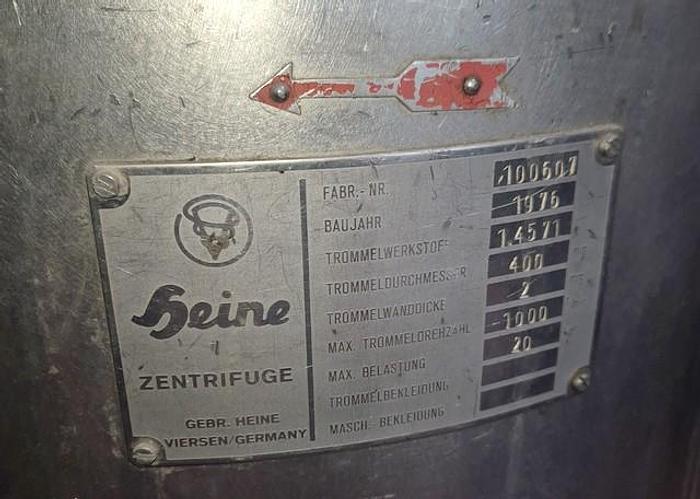 Heine
ZENTRIFUGE
GEBR. HEINE
VIERSEN/GERMANY
FABR.- NR. 100607
BAUJAHR 1976
TROMMELWERKSTOFF 1.4571
TROMMELDURCHMESSER 400
TROMMELWANDDICKE 2
MAX. TROMMELDREHZAHL 1000
MAX. BELASTUNG 20
TROMMELBEKLEIDUNG
MASCH.- BEKLEIDUNG